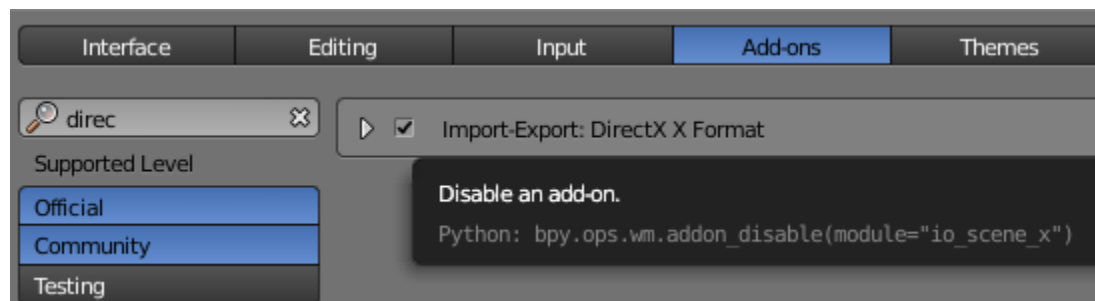 Interface Editing Input Add-ons Themes
direc
Import-Export: DirectX X Format
Supported Level
Official
Community
Testing
Disable an add-on.
Python: bpy.ops.wm.addon_disable(module="io_scene_x")